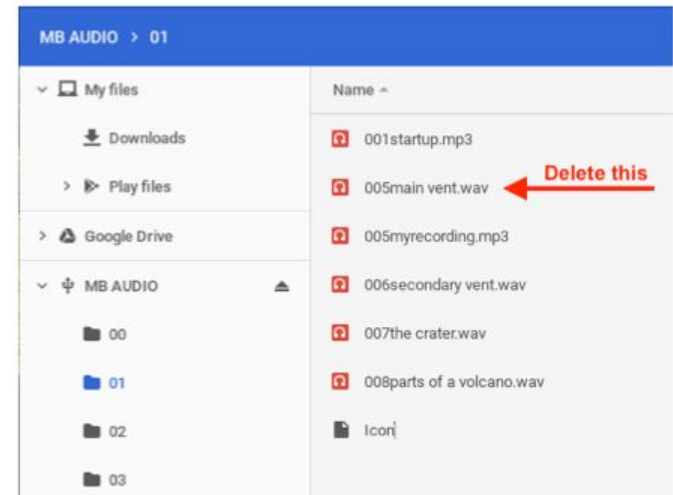 MB AUDIO > 01
My files
Downloads
Play files
Google Drive
MB AUDIO
00
01
02
03
Name
001startup.mp3
005main vent.wav
Delete this
005myrecording.mp3
006secondary vent.wav
007the crater.wav
008parts of a volcano.wav
Icon